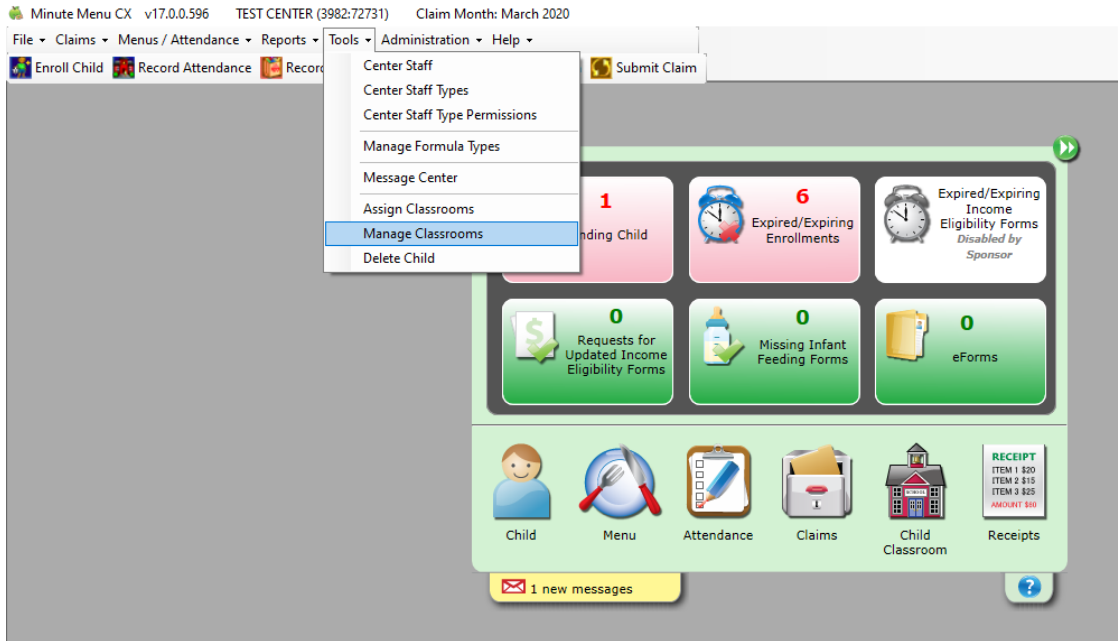 Minute Menu CX v17.0.0.596 TEST CENTER (3982:72731) Claim Month: March 2020
File Claims Menus / Attendance Reports Tools Administration Help
Enroll Child Record Attendance Submit Claim
Center Staff
Center Staff Types
Center Staff Type Permissions
Manage Formula Types
Message Center
Assign Classrooms
Manage Classrooms
Delete Child
1
nding Child
6
Expired/Expiring
Enrollments
Expired/Expiring
Income
Eligibility Forms
Disabled by
Sponsor
0
Requests for
Updated Income
Eligibility Forms
$
0
Missing Infant
Feeding Forms
0
eForms
Child
Menu
Attendance
Claims
SCHOOL
Child
Classroom
RECEIPT
ITEM 1 $20
ITEM 2 $15
ITEM 3 $25
AMOUNT $60
Receipts
1 new messages
?